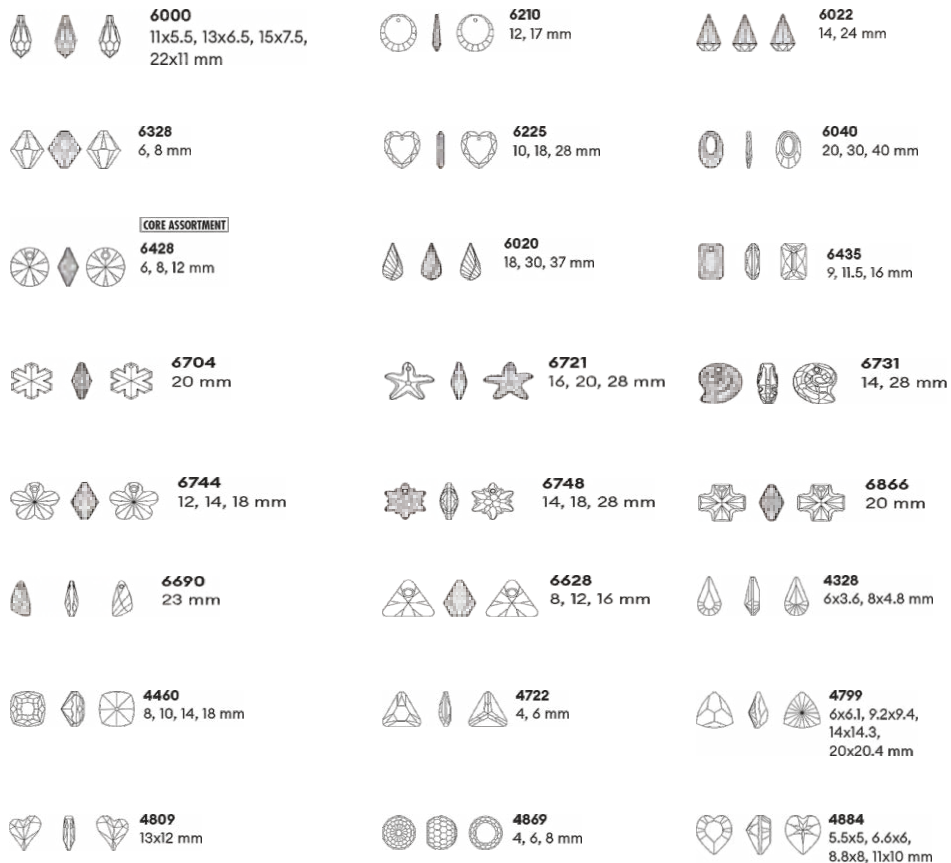 6000
11x5.5, 13x6.5, 15x7.5,
22x11 mm
6210
12, 17 mm
6022
14, 24 mm
6328
6, 8 mm
6225
10, 18, 28 mm
6040
20, 30, 40 mm
CORE ASSORTMENT
6428
6, 8, 12 mm
6020
18, 30, 37 mm
6435
9, 11.5, 16 mm
6704
20 mm
6721
16, 20, 28 mm
6731
14, 28 mm
6744
12, 14, 18 mm
6748
14, 18, 28 mm
6866
20 mm
6690
23 mm
6628
8, 12, 16 mm
4328
6x3.6, 8x4.8 mm
4460
8, 10, 14, 18 mm
4722
4, 6 mm
4799
6x6.1, 9.2x9.4,
14x14.3,
20x20.4 mm
4809
13x12 mm
4869
4, 6, 8 mm
4884
5.5x5, 6.6x6,
8.8x8, 11x10 mm